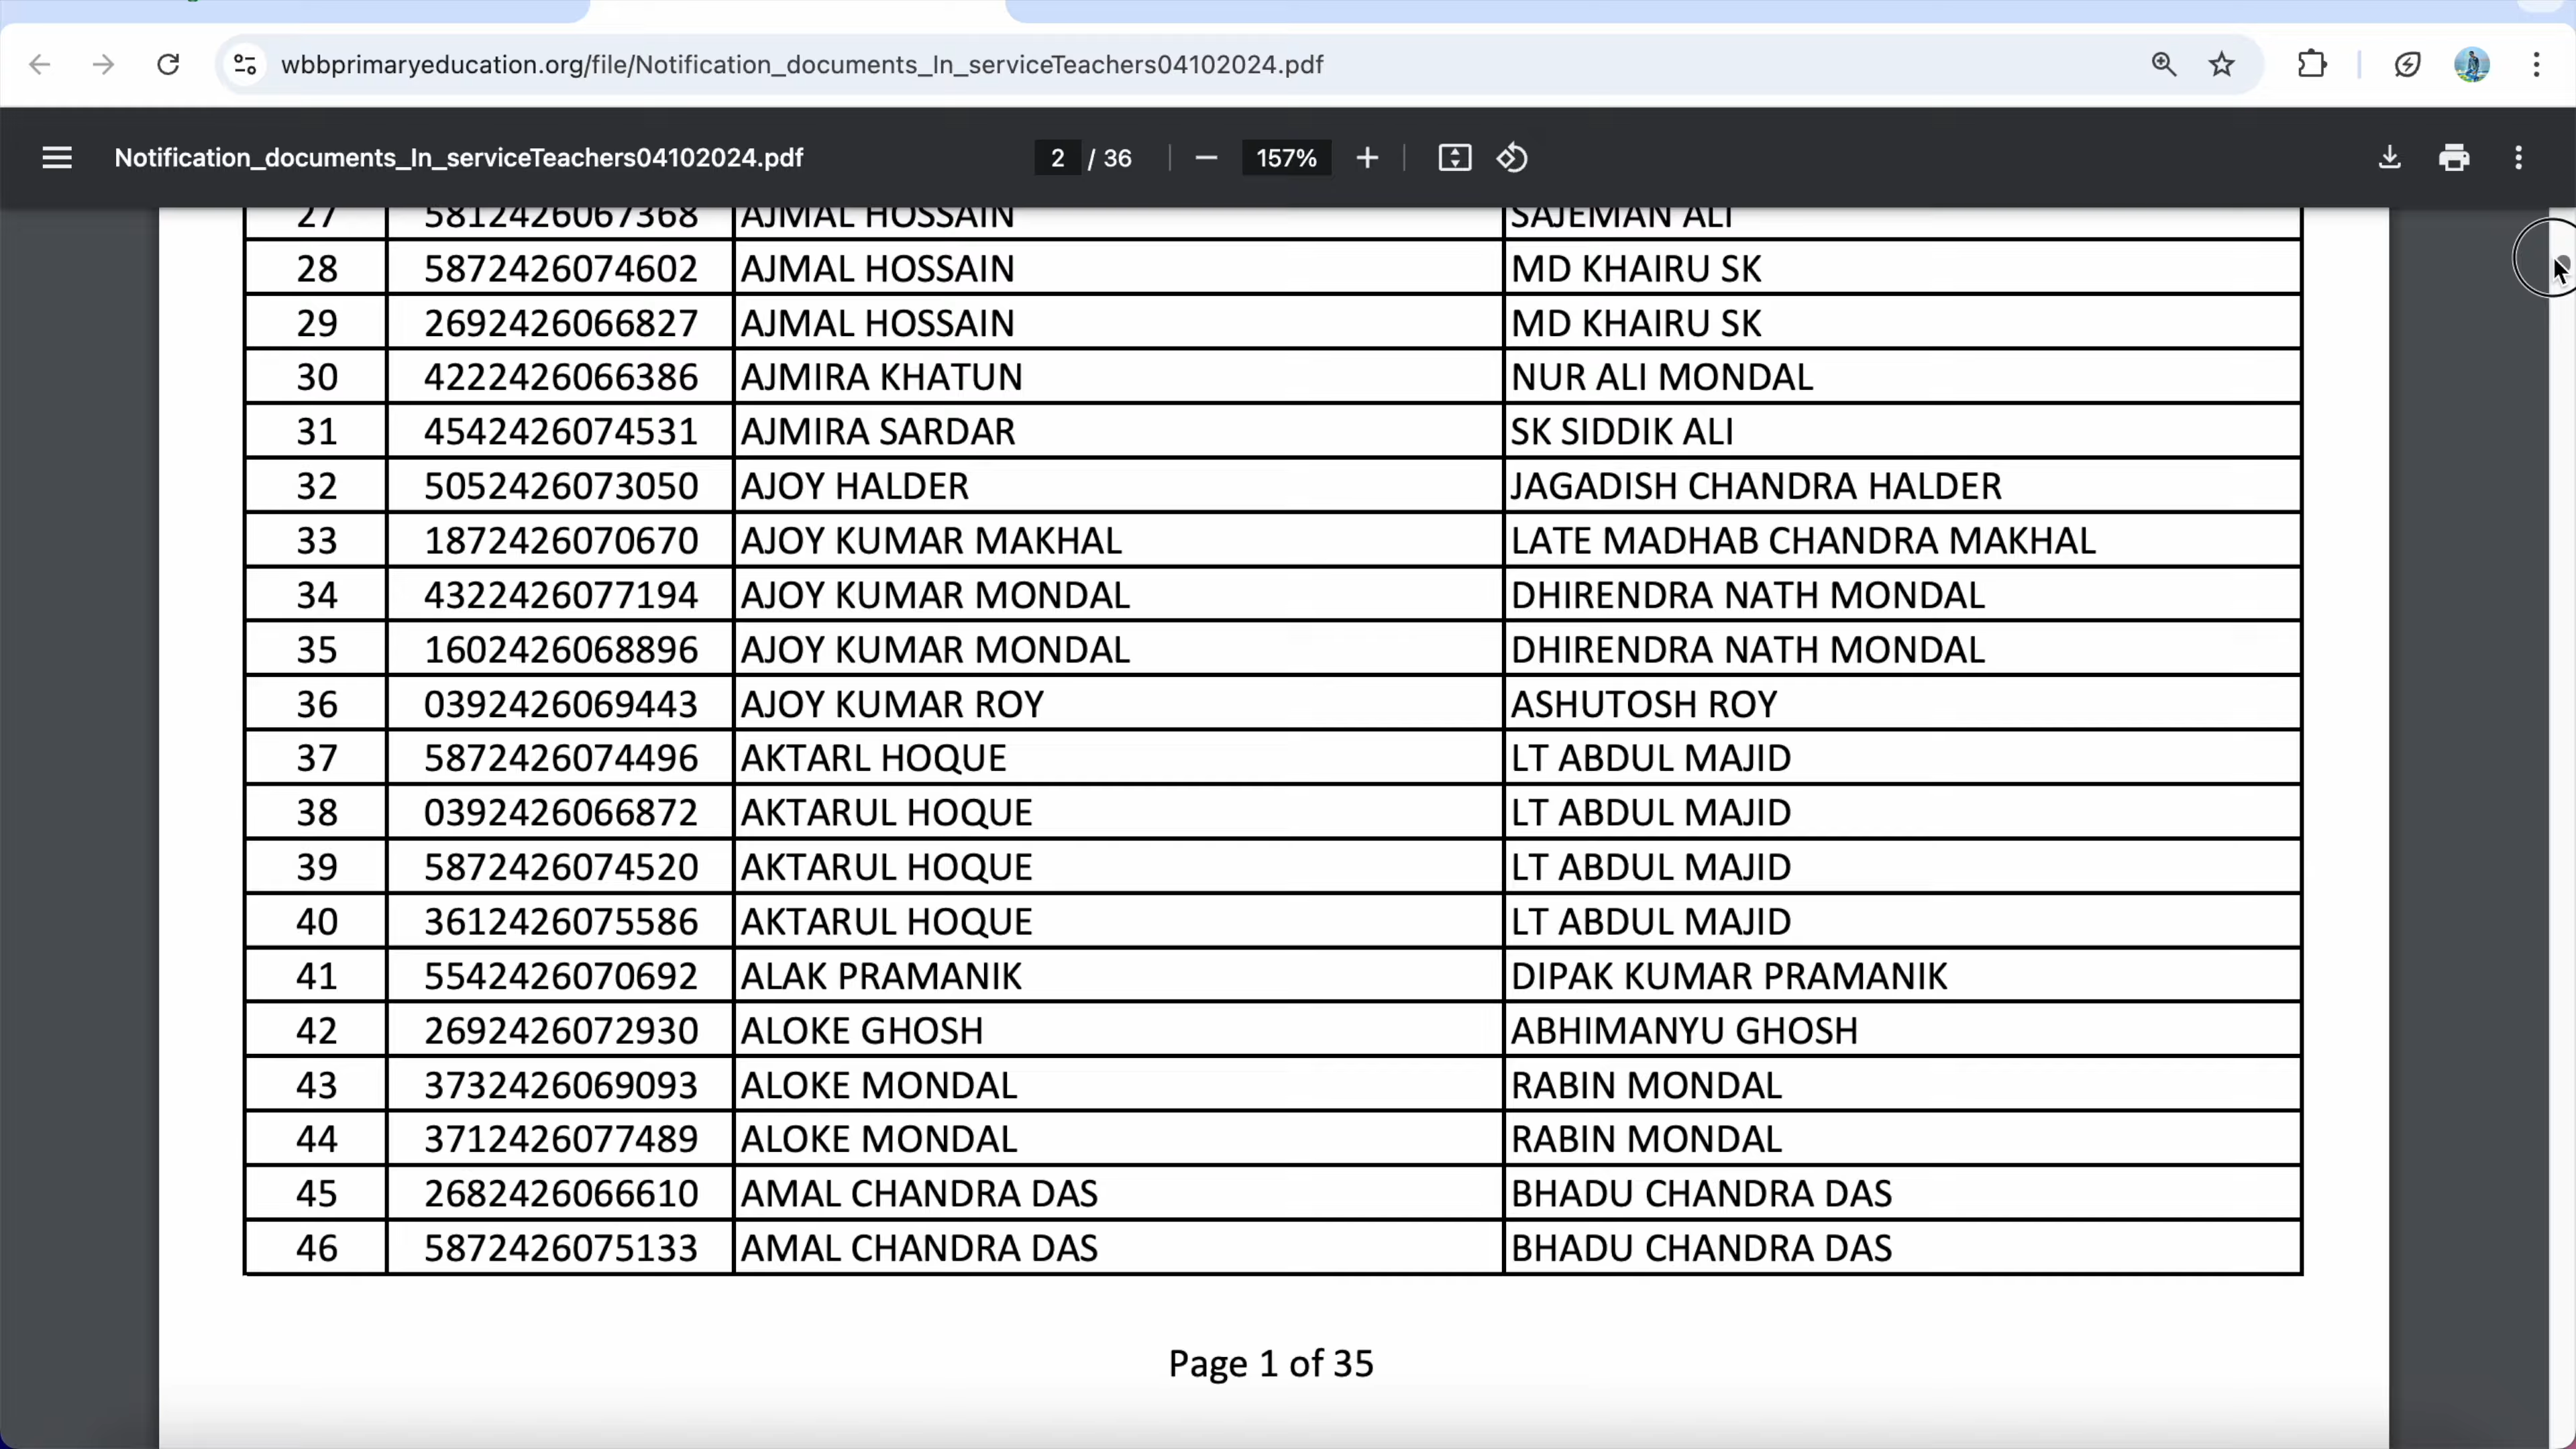 wbbprimaryeducation.org/file/Notification_documents_In_serviceTeachers04102024.pdf
Notification_documents_In_serviceTeachers04102024.pdf 2 / 36 157%
27 5812426067368 AJMAL HOSSAIN SAJEMAN ALI
28 5872426074602 AJMAL HOSSAIN MD KHAIRU SK
29 2692426066827 AJMAL HOSSAIN MD KHAIRU SK
30 4222426066386 AJMIRA KHATUN NUR ALI MONDAL
31 4542426074531 AJMIRA SARDAR SK SIDDIK ALI
32 5052426073050 AJOY HALDER JAGADISH CHANDRA HALDER
33 1872426070670 AJOY KUMAR MAKHAL LATE MADHAB CHANDRA MAKHAL
34 4322426077194 AJOY KUMAR MONDAL DHIRENDRA NATH MONDAL
35 1602426068896 AJOY KUMAR MONDAL DHIRENDRA NATH MONDAL
36 0392426069443 AJOY KUMAR ROY ASHUTOSH ROY
37 5872426074496 AKTARL HOQUE LT ABDUL MAJID
38 0392426066872 AKTARUL HOQUE LT ABDUL MAJID
39 5872426074520 AKTARUL HOQUE LT ABDUL MAJID
40 3612426075586 AKTARUL HOQUE LT ABDUL MAJID
41 5542426070692 ALAK PRAMANIK DIPAK KUMAR PRAMANIK
42 2692426072930 ALOKE GHOSH ABHIMANYU GHOSH
43 3732426069093 ALOKE MONDAL RABIN MONDAL
44 3712426077489 ALOKE MONDAL RABIN MONDAL
45 2682426066610 AMAL CHANDRA DAS BHADU CHANDRA DAS
46 5872426075133 AMAL CHANDRA DAS BHADU CHANDRA DAS
Page 1 of 35